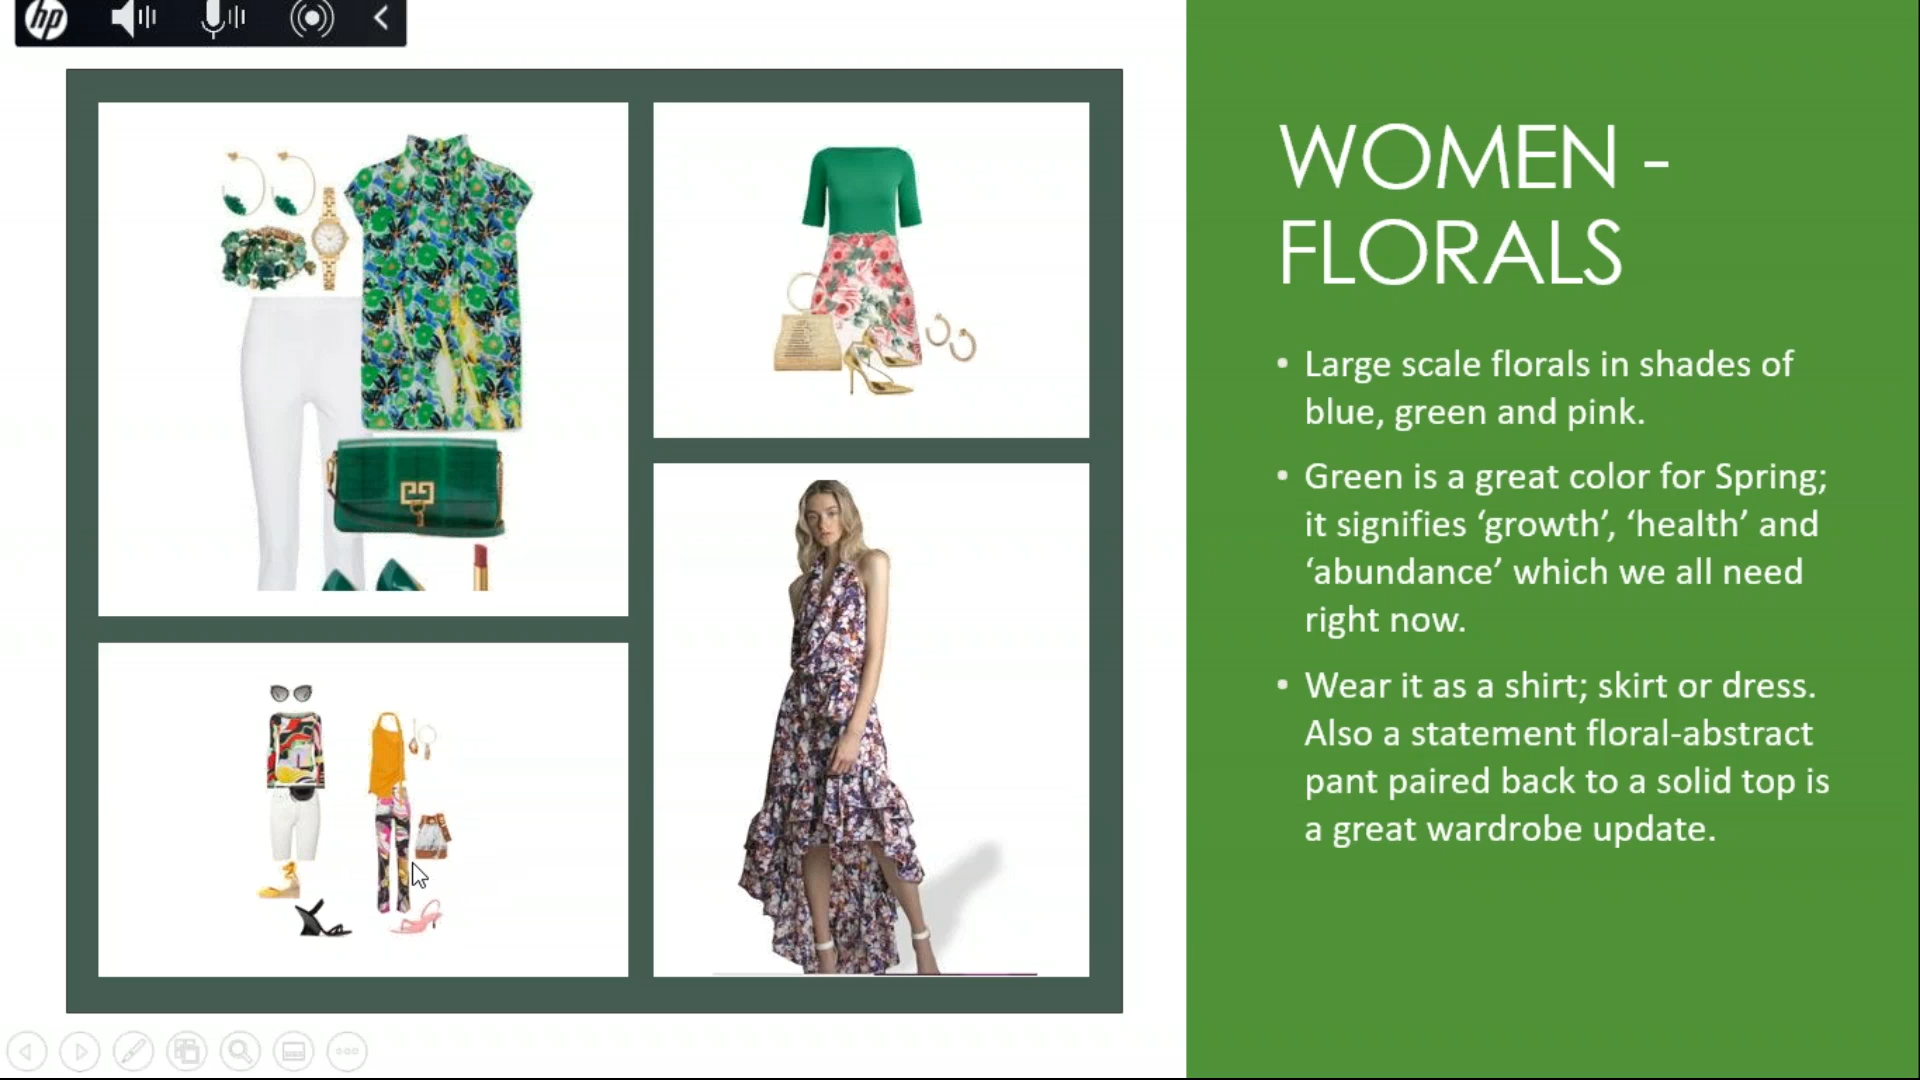 hp
WOMEN -
FLORALS
• Large scale florals in shades of
blue, green and pink.
• Green is a great color for Spring;
it signifies ‘growth’, ‘health’ and
‘abundance’ which we all need
right now.
• Wear it as a shirt; skirt or dress.
Also a statement floral-abstract
pant paired back to a solid top is
a great wardrobe update.